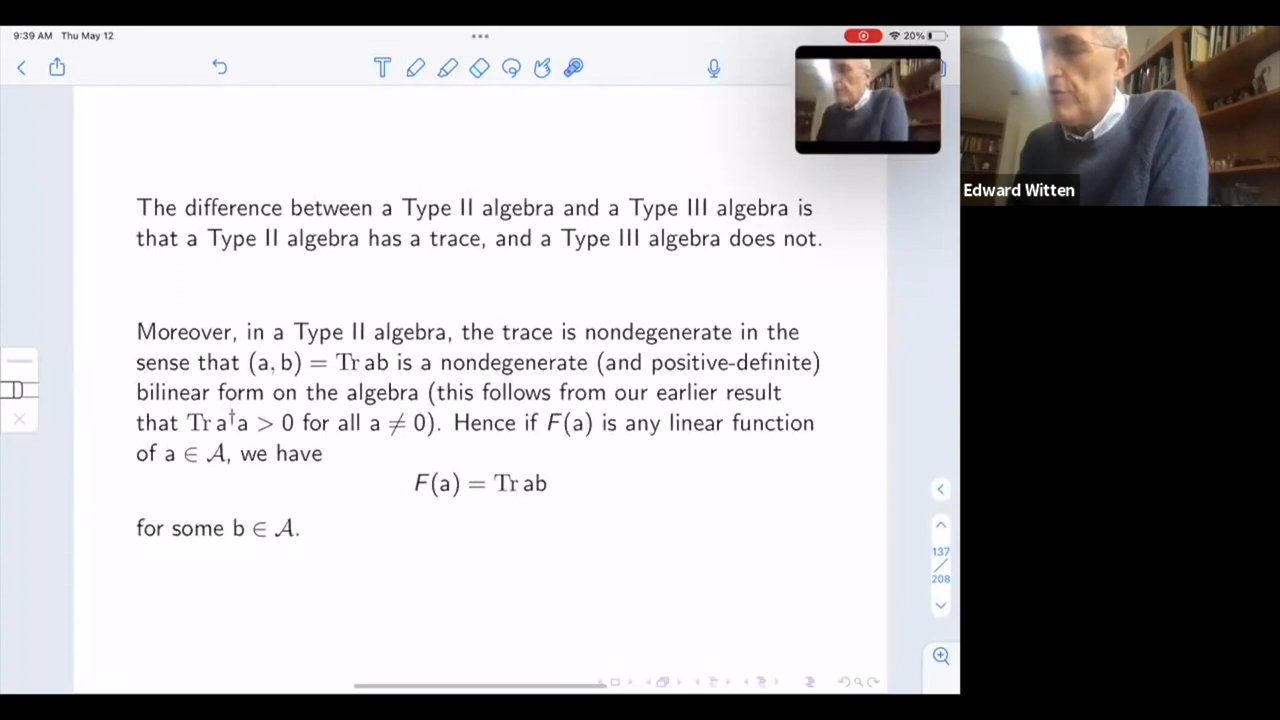 9:39 AM Thu May 12
20%
The difference between a Type II algebra and a Type III algebra is
that a Type II algebra has a trace, and a Type III algebra does not.
Moreover, in a Type II algebra, the trace is nondegenerate in the
sense that (a, b) = Tr ab is a nondegenerate (and positive-definite)
bilinear form on the algebra (this follows from our earlier result
that Tr a†a > 0 for all a ≠ 0). Hence if F(a) is any linear function
of a ∈ 𝒜, we have
F(a) = Tr ab
for some b ∈ 𝒜.
137
/
208
Edward Witten